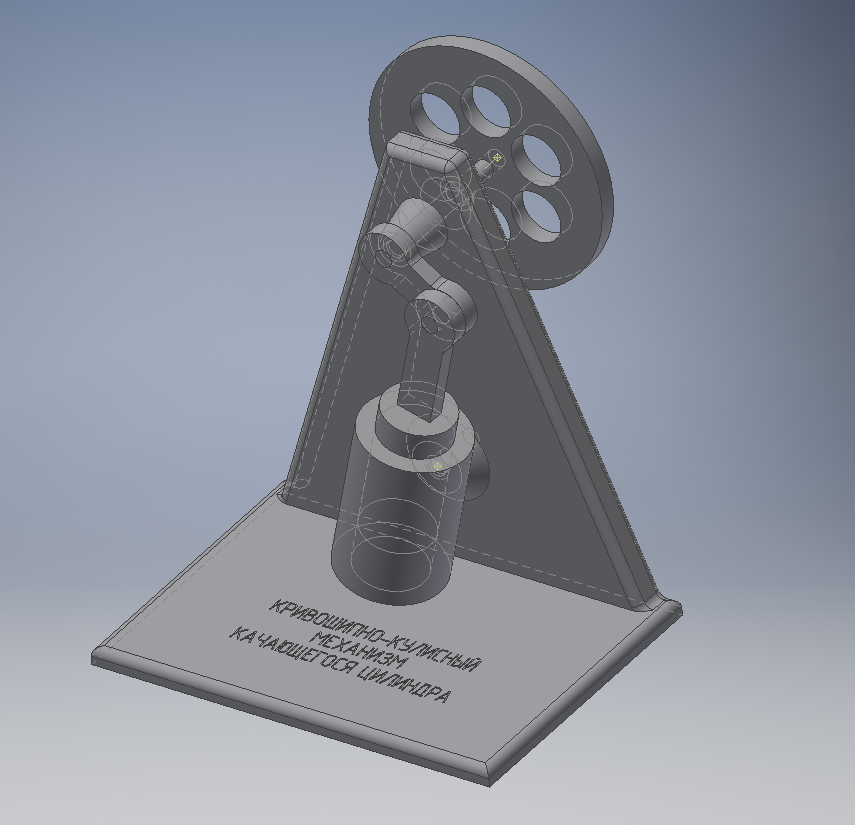 КРИВОШИПНО-КУЛИСНЫЙ
МЕХАНИЗМ
КАЧАЮЩЕГОСЯ ЦИЛИНДРА